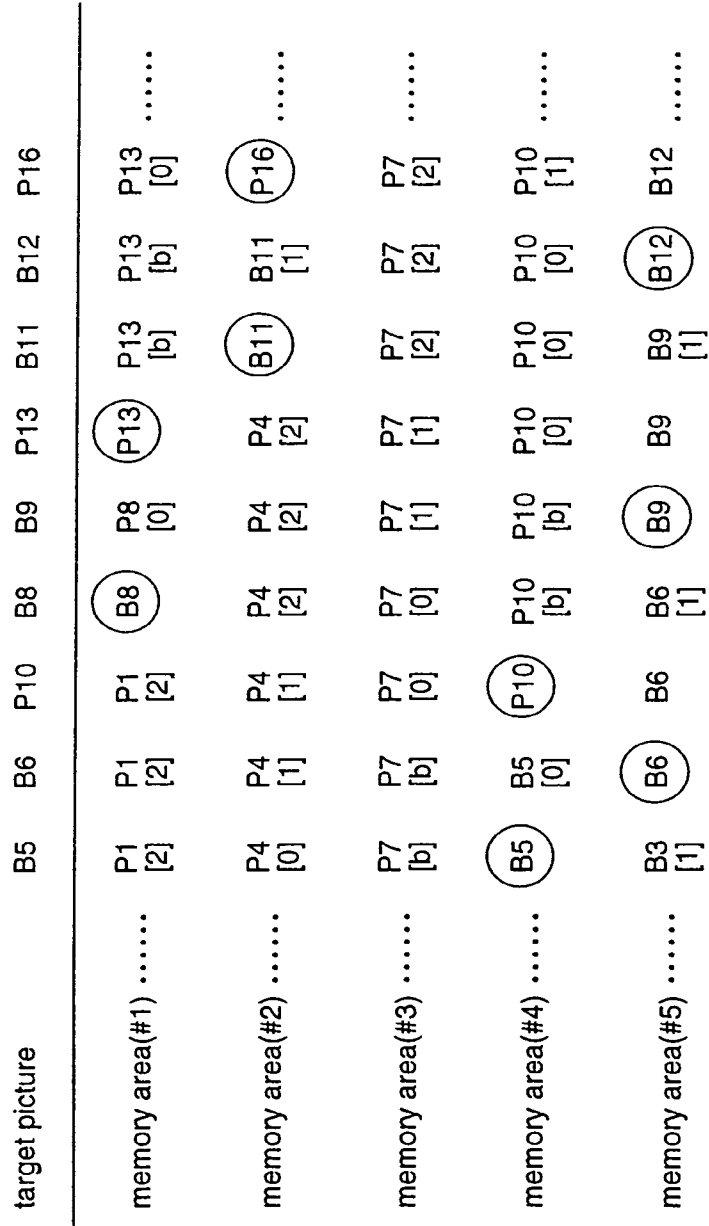 target picture B5 B6 P10 B8 B9 P13 B11 B12 P16
memory area(#1) ...... P1 P1 P1 B8 P8 P13 P13 P13 P13 ......
[2] [2] [2] [0] [b] [b] [0]
memory area(#2) ...... P4 P4 P4 P4 P4 P4 B11 B11 P16 ......
[0] [1] [1] [2] [2] [2] [1]
memory area(#3) ...... P7 P7 P7 P7 P7 P7 P7 P7 P7 ......
[b] [b] [0] [0] [1] [1] [2] [2] [2]
memory area(#4) ...... B5 B5 P10 P10 P10 P10 P10 P10 P10 ......
[0] [b] [b] [0] [0] [0] [1]
memory area(#5) ...... B3 B6 B6 B6 B9 B9 B9 B12 B12 ......
[1] [1] [1]